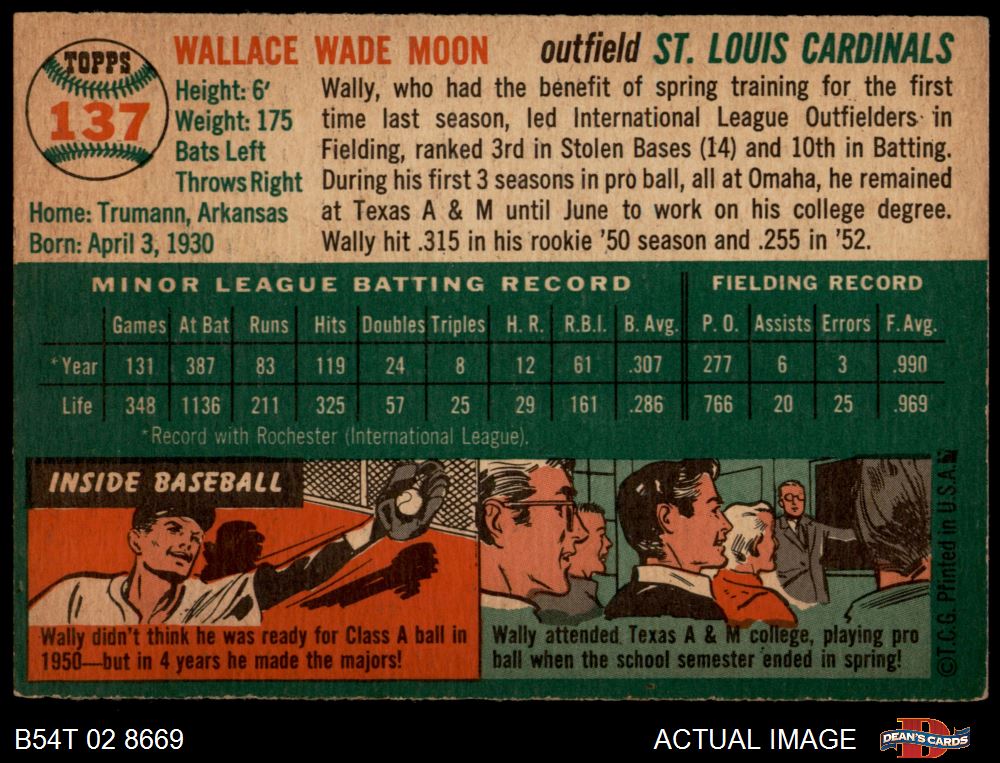 TOPPS
137
WALLACE WADE MOON outfield ST. LOUIS CARDINALS
Height: 6'
Weight: 175
Bats Left
Throws Right
Home: Trumann, Arkansas
Born: April 3, 1930
Wally, who had the benefit of spring training for the first
time last season, led International League Outfielders in
Fielding, ranked 3rd in Stolen Bases (14) and 10th in Batting.
During his first 3 seasons in pro ball, all at Omaha, he remained
at Texas A & M until June to work on his college degree.
Wally hit .315 in his rookie '50 season and .255 in '52.
MINOR LEAGUE BATTING RECORD FIELDING RECORD
Games At Bat Runs Hits Doubles Triples H. R. R.B.I. B. Avg. P. O. Assists Errors F. Avg.
*Year 131 387 83 119 24 8 12 61 .307 277 6 3 .990
Life 348 1136 211 325 57 25 29 161 .286 766 20 25 .969
*Record with Rochester (International League).
INSIDE BASEBALL
Wally didn't think he was ready for Class A ball in
1950—but in 4 years he made the majors!
Wally attended Texas A & M college, playing pro
ball when the school semester ended in spring!
©T.C.G. Printed in U.S.A.
B54T 02 8669
ACTUAL IMAGE
D
DEAN'S CARDS